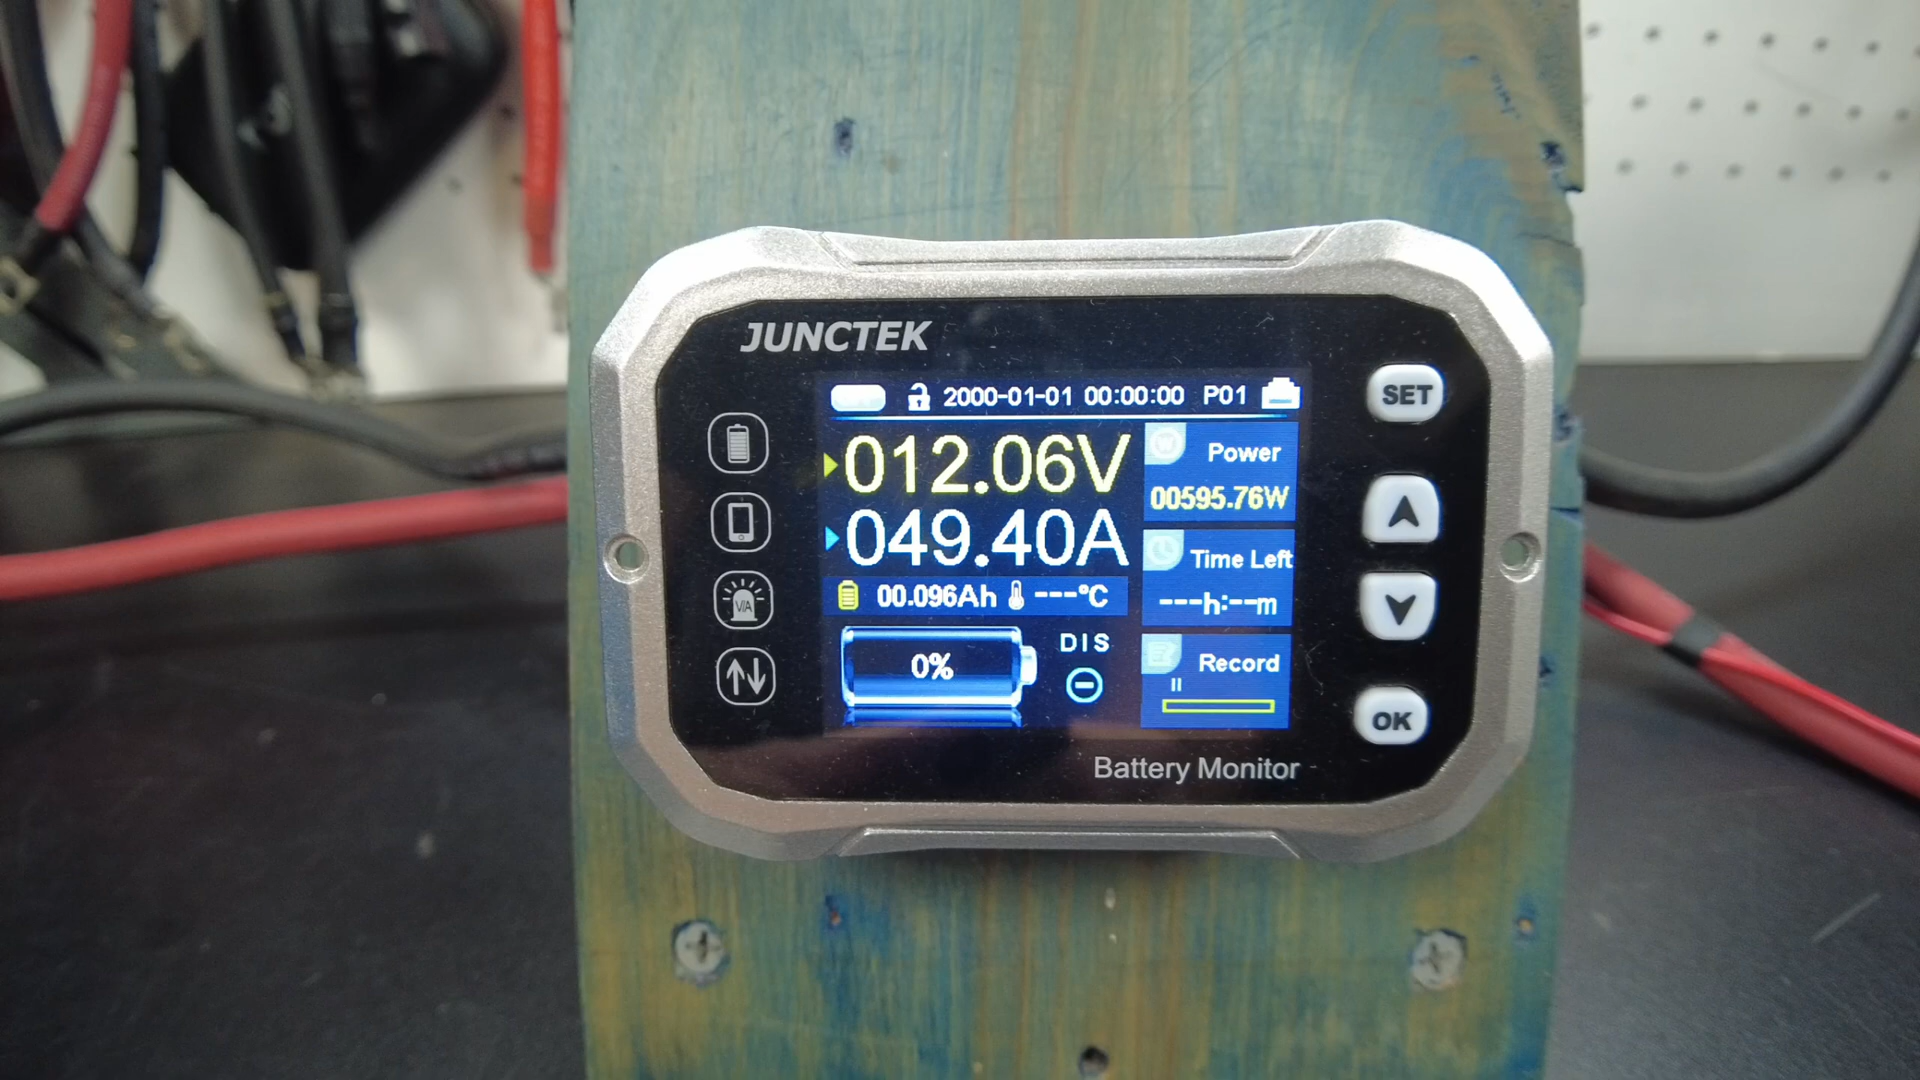 JUNCTEK
2000-01-01 00:00:00 P01
012.06V
049.40A
00.096Ah ---°C
0%
DIS
Power
00595.76W
Time Left
---h:--m
Record
V/A
SET
OK
Battery Monitor